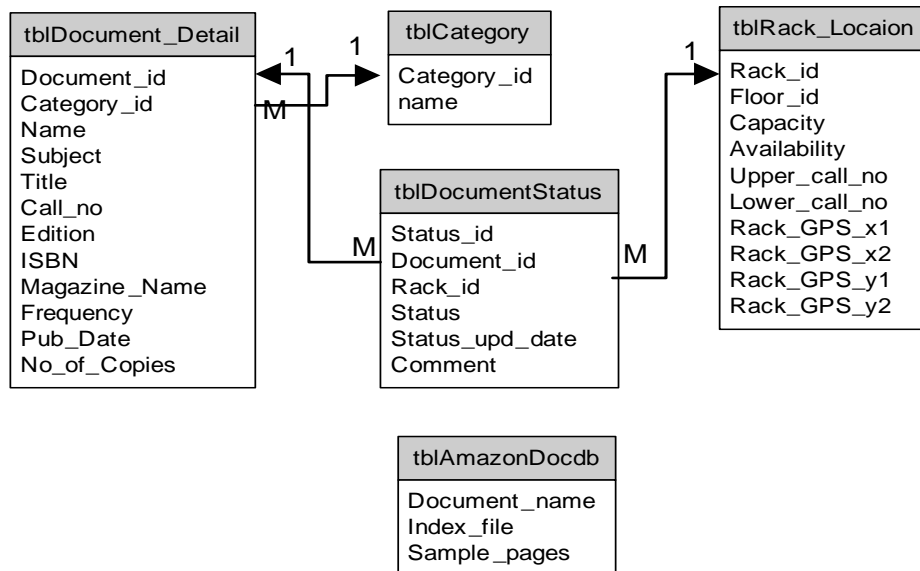 tblDocument_Detail
Document_id
Category_id
Name
Subject
Title
Call_no
Edition
ISBN
Magazine_Name
Frequency
Pub_Date
No_of_Copies
1
M
1
tblCategory
Category_id
name
M
tblDocumentStatus
Status_id
Document_id
Rack_id
Status
Status_upd_date
Comment
M
1
tblRack_Locaion
Rack_id
Floor_id
Capacity
Availability
Upper_call_no
Lower_call_no
Rack_GPS_x1
Rack_GPS_x2
Rack_GPS_y1
Rack_GPS_y2
tblAmazonDocdb
Document_name
Index_file
Sample_pages